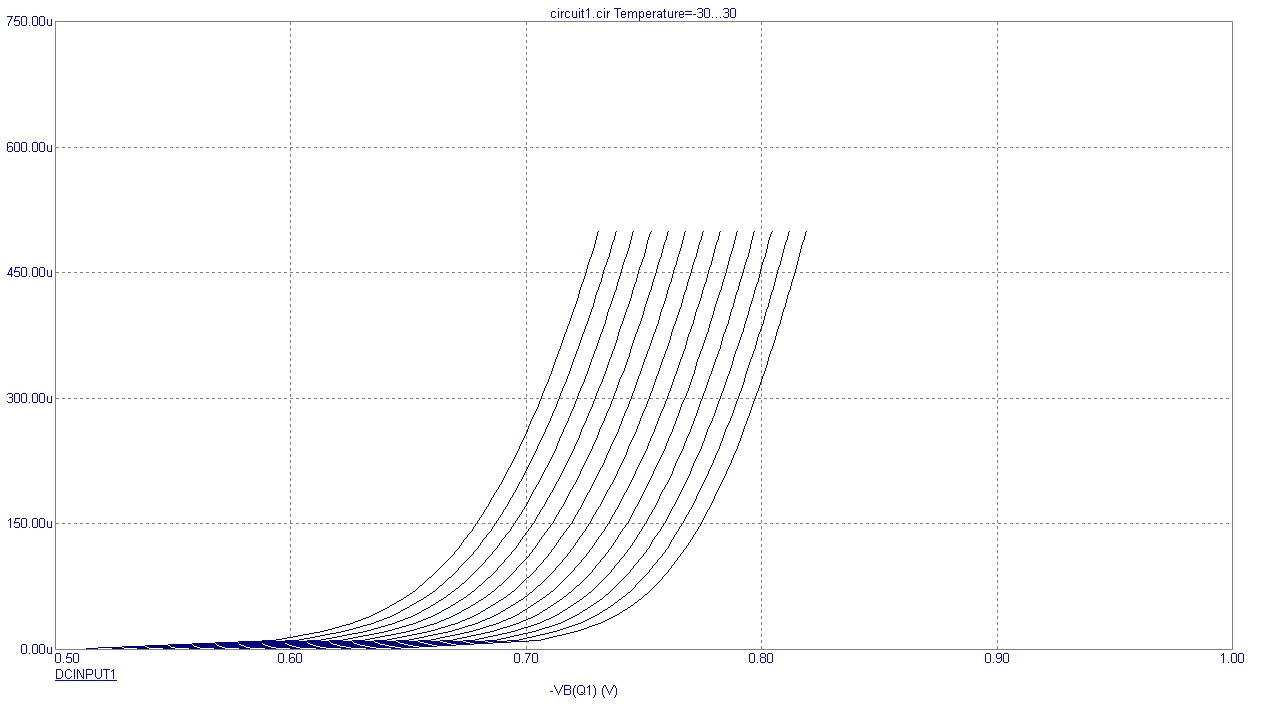 circuit1.cir Temperature=-30...30
750.00u
600.00u
450.00u
300.00u
150.00u
0.00u
0.50 0.60 0.70 0.80 0.90 1.00
DCINPUT1
-VB(Q1) (V)